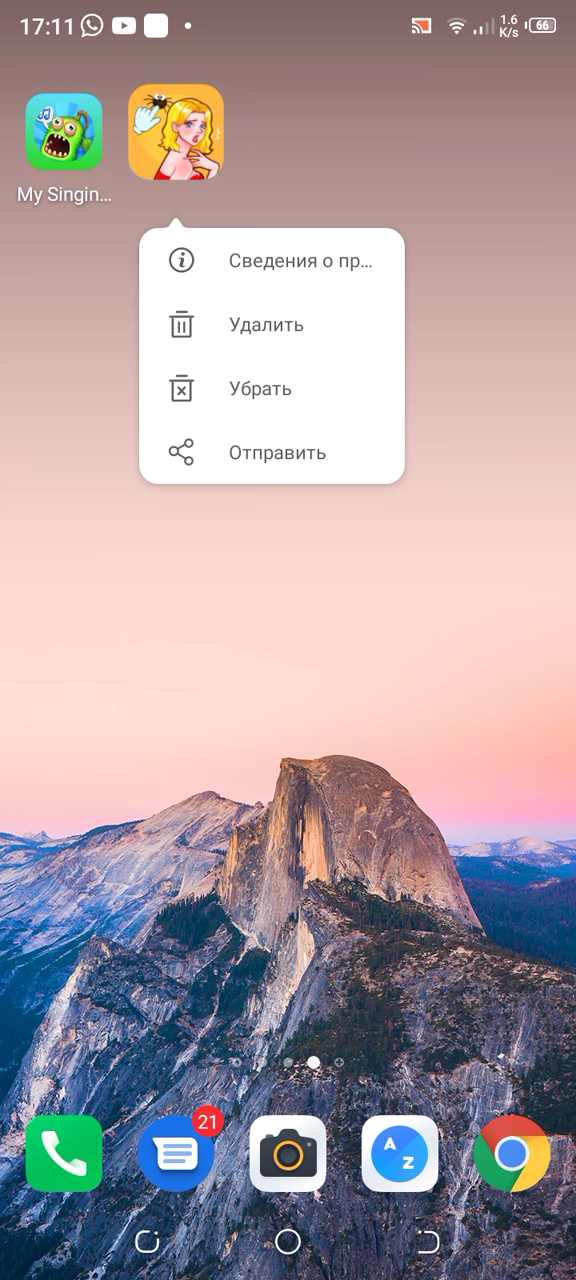 17:11
1.6
K/s
66
My Singin...
Сведения о пр...
Удалить
Убрать
Отправить
21
A
z